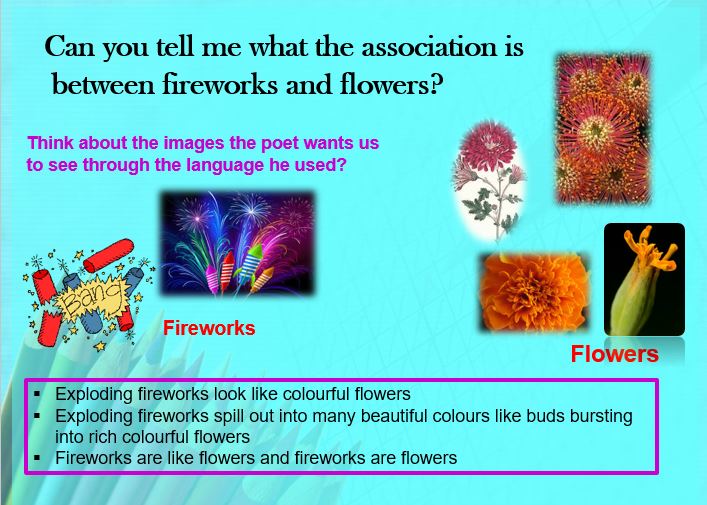 Can you tell me what the association is
between fireworks and flowers?
Think about the images the poet wants us
to see through the language he used?
Bang!
Fireworks
Flowers
▪ Exploding fireworks look like colourful flowers
▪ Exploding fireworks spill out into many beautiful colours like buds bursting
into rich colourful flowers
▪ Fireworks are like flowers and fireworks are flowers